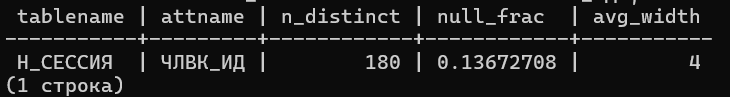 tablename | attname | n_distinct | null_frac | avg_width
----------+---------+------------+------------+-----------
Н_СЕССИЯ | ЧЛВК_ИД | 180 | 0.13672708 | 4
(1 строка)